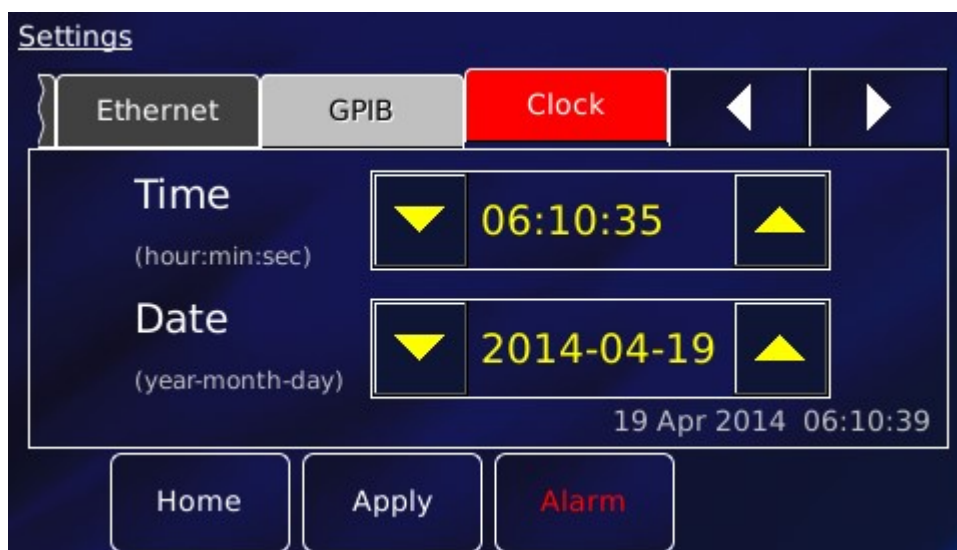 Settings
Ethernet GPIB Clock
Time 06:10:35
(hour:min:sec)
Date 2014-04-19
(year-month-day)
19 Apr 2014 06:10:39
Home Apply Alarm